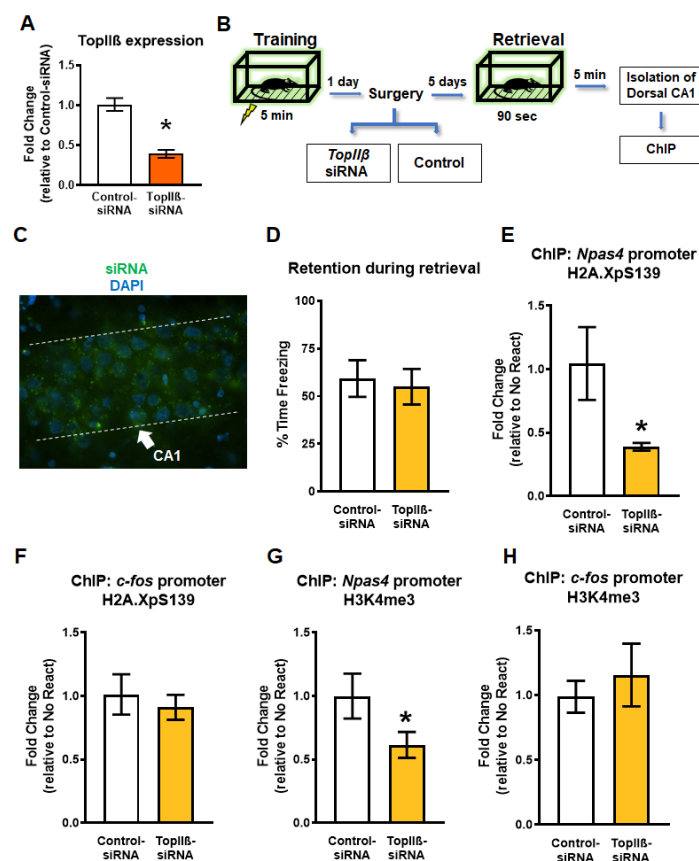 A
TopIIß expression
Fold Change
(relative to Control-siRNA)
1.5
1.0
0.5
0.0
*
Control-
siRNA
TopIIß-
siRNA
B
Training
5 min
1 day
Surgery
TopIIß
siRNA
Control
5 days
Retrieval
90 sec
5 min
Isolation of
Dorsal CA1
ChIP
C
siRNA
DAPI
CA1
D
Retention during retrieval
% Time Freezing
100
75
50
25
0
Control-
siRNA
TopIIß-
siRNA
E
ChIP: Npas4 promoter
H2A.XpS139
Fold Change
(relative to No React)
1.5
1.0
0.5
0.0
*
Control-
siRNA
TopIIß-
siRNA
F
ChIP: c-fos promoter
H2A.XpS139
Fold Change
(relative to No React)
1.5
1.0
0.5
0.0
Control-
siRNA
TopIIß-
siRNA
G
ChIP: Npas4 promoter
H3K4me3
Fold Change
(relative to No React)
1.5
1.0
0.5
0.0
*
Control-
siRNA
TopIIß-
siRNA
H
ChIP: c-fos promoter
H3K4me3
Fold Change
(relative to No React)
1.5
1.0
0.5
0.0
Control-
siRNA
TopIIß-
siRNA